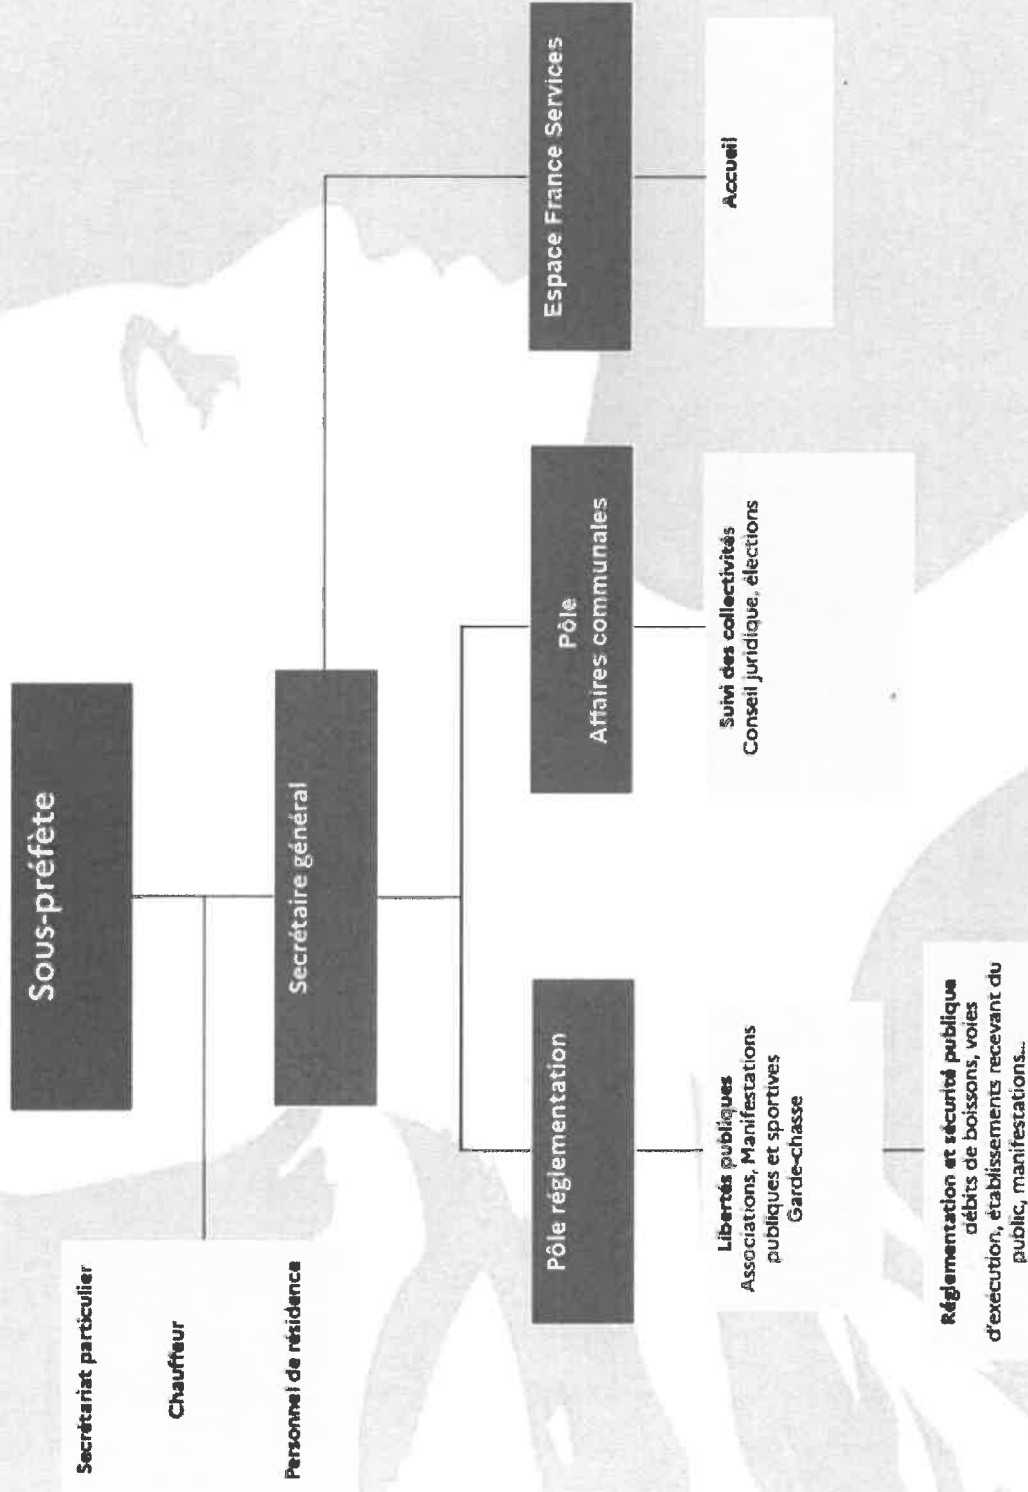 Sous-préfète
Secrétariat particulier
Chauffeur
Personnel de résidence
Secrétaire général
Pôle réglementation
Pôle
Affaires communales
Espace France Services
Libertés publiques
Associations, Manifestations
publiques et sportives
Garde-chasse
Suivi des collectivités
Conseil juridique, élections
Accueil
Réglementation et sécurité publique
débits de boissons, voies
d'exécution, établissements recevant du
public, manifestations...